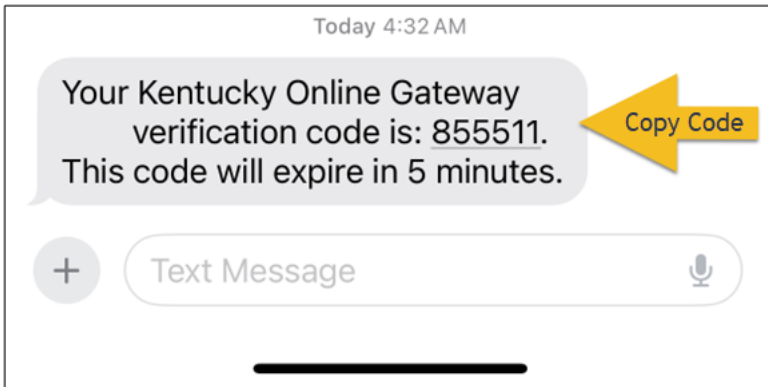 Today 4:32 AM
Your Kentucky Online Gateway
verification code is: 855511.
This code will expire in 5 minutes.
Copy Code
Text Message